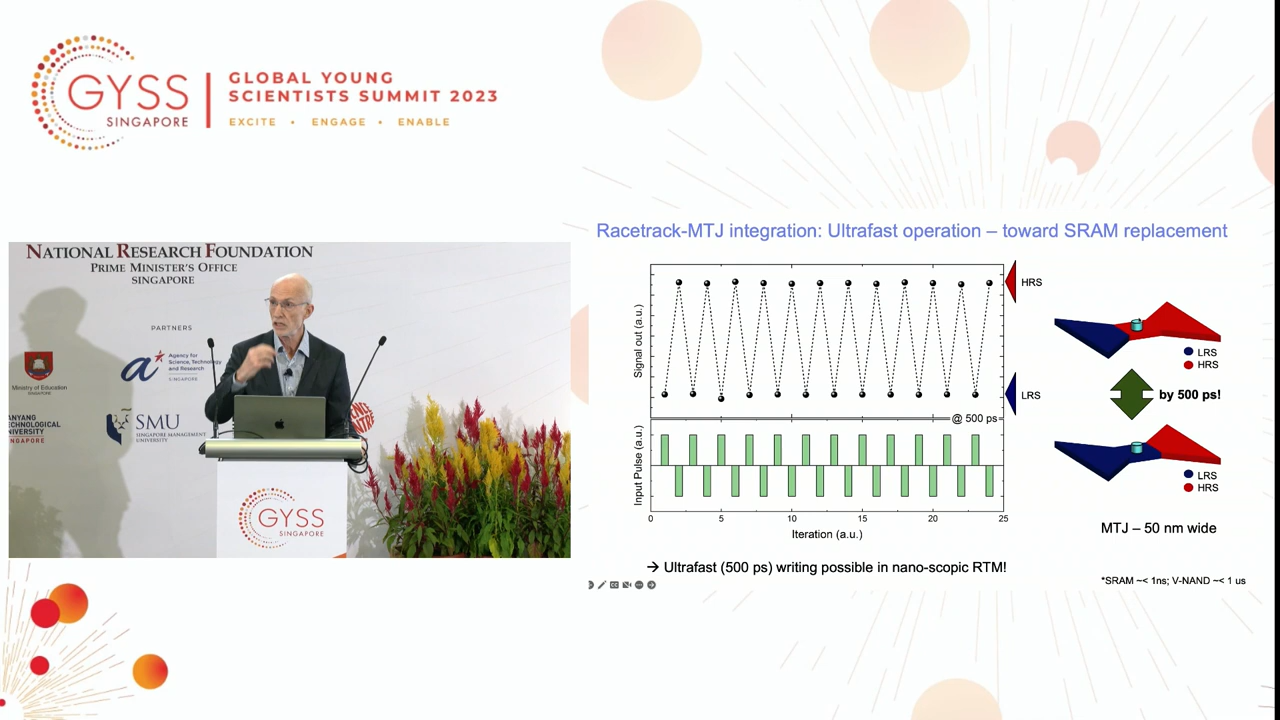 GYSS
SINGAPORE
GLOBAL YOUNG
SCIENTISTS SUMMIT 2023
EXCITE • ENGAGE • ENABLE
NATIONAL RESEARCH FOUNDATION
PRIME MINISTER'S OFFICE
SINGAPORE
PARTNERS
Ministry of Education
SINGAPORE
Agency for
Science, Technology
and Research
SINGAPORE
ANYANG
TECHNOLOGICAL
UNIVERSITY
SINGAPORE
SMU
SINGAPORE MANAGEMENT
UNIVERSITY
GYSS
SINGAPORE
Racetrack-MTJ integration: Ultrafast operation – toward SRAM replacement
Signal out (a.u.)
HRS
LRS
@ 500 ps
Input Pulse (a.u.)
0 5 10 15 20 25
Iteration (a.u.)
LRS
HRS
by 500 ps!
LRS
HRS
MTJ – 50 nm wide
→ Ultrafast (500 ps) writing possible in nano-scopic RTM!
*SRAM ~< 1ns; V-NAND ~< 1 us